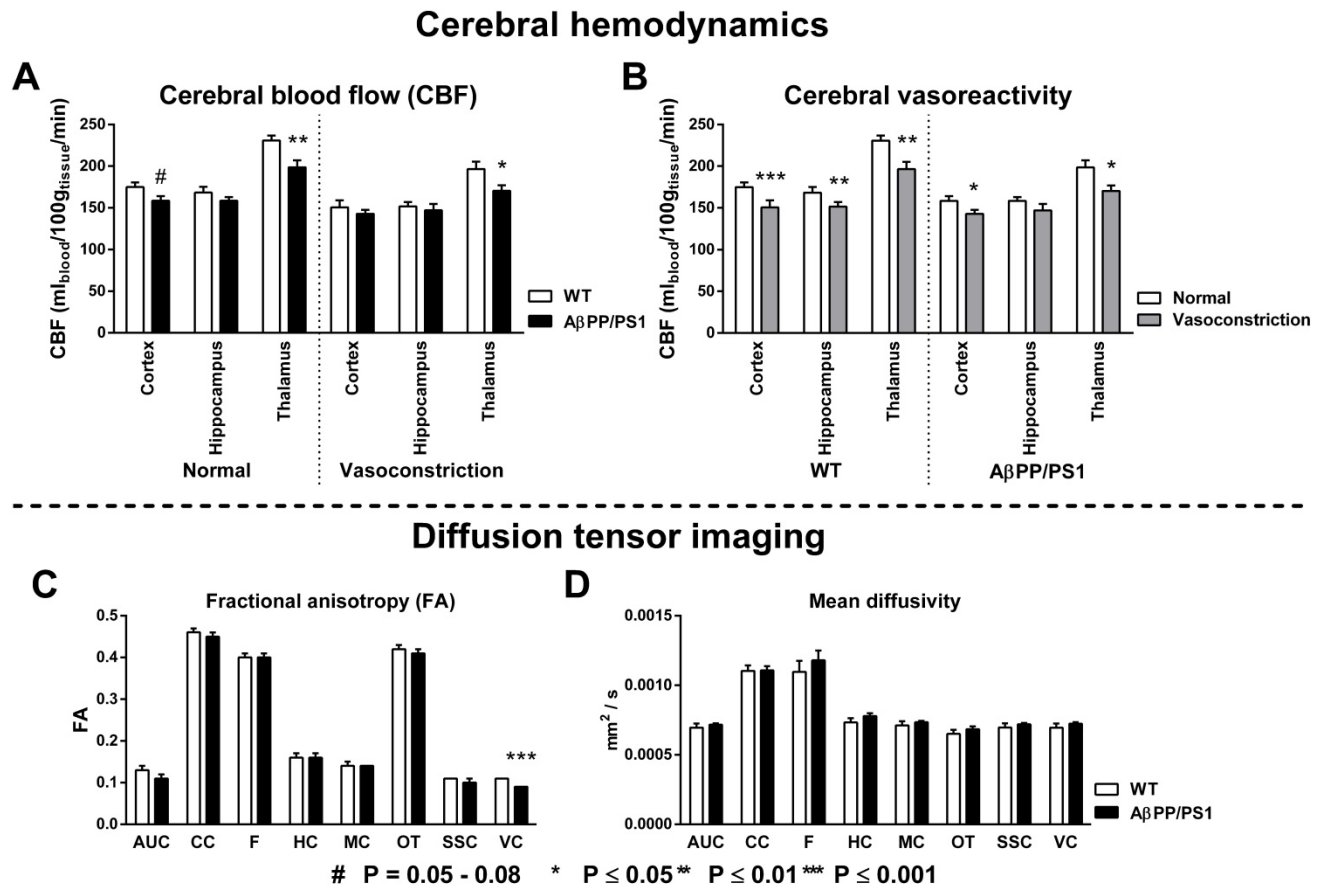 Cerebral hemodynamics
A
Cerebral blood flow (CBF)
CBF (ml_blood/100g_tissue/min)
250
200
150
100
50
0
#
**
*
Cortex
Hippocampus
Thalamus
Cortex
Hippocampus
Thalamus
Normal
Vasoconstriction
WT
AβPP/PS1
B
Cerebral vasoreactivity
CBF (ml_blood/100g_tissue/min)
250
200
150
100
50
0
***
**
**
*
*
Cortex
Hippocampus
Thalamus
Cortex
Hippocampus
Thalamus
WT
AβPP/PS1
Normal
Vasoconstriction
Diffusion tensor imaging
C
Fractional anisotropy (FA)
FA
0.5
0.4
0.3
0.2
0.1
0.0
***
AUC CC F HC MC OT SSC VC
D
Mean diffusivity
mm² / s
0.0015
0.0010
0.0005
0.0000
AUC CC F HC MC OT SSC VC
WT
AβPP/PS1
# P = 0.05 - 0.08 * P ≤ 0.05 ** P ≤ 0.01 *** P ≤ 0.001